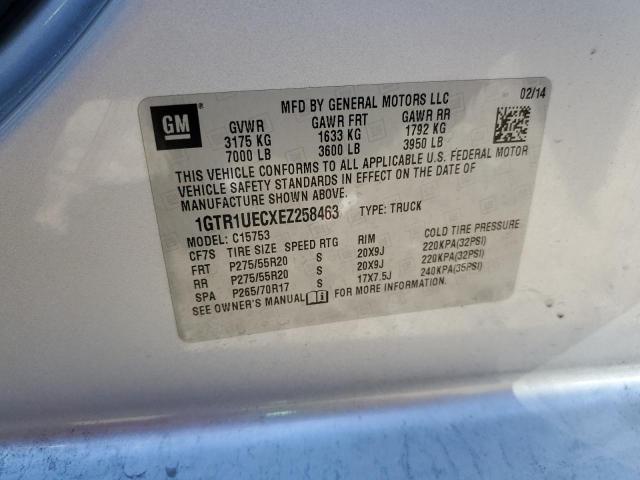 MFD BY GENERAL MOTORS LLC 02/14
GM
GVWR GAWR FRT GAWR RR
3175 KG 1633 KG 1792 KG
7000 LB 3600 LB 3950 LB
THIS VEHICLE CONFORMS TO ALL APPLICABLE U.S. FEDERAL MOTOR
VEHICLE SAFETY STANDARDS IN EFFECT ON THE DATE OF
MANUFACTURE SHOWN ABOVE.
1GTR1UECXEZ258463 TYPE: TRUCK
MODEL: C15753
CF7S TIRE SIZE SPEED RTG RIM COLD TIRE PRESSURE
FRT P275/55R20 S 20X9J 220KPA(32PSI)
RR P275/55R20 S 20X9J 220KPA(32PSI)
SPA P265/70R17 S 17X7.5J 240KPA(35PSI)
SEE OWNER'S MANUAL FOR MORE INFORMATION.